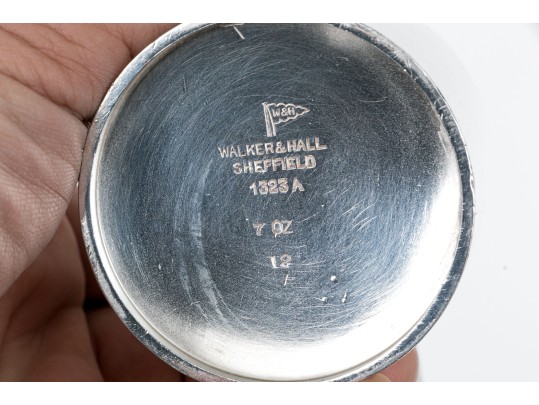 W&H
WALKER&HALL
SHEFFIELD
1323 A
7 OZ
12